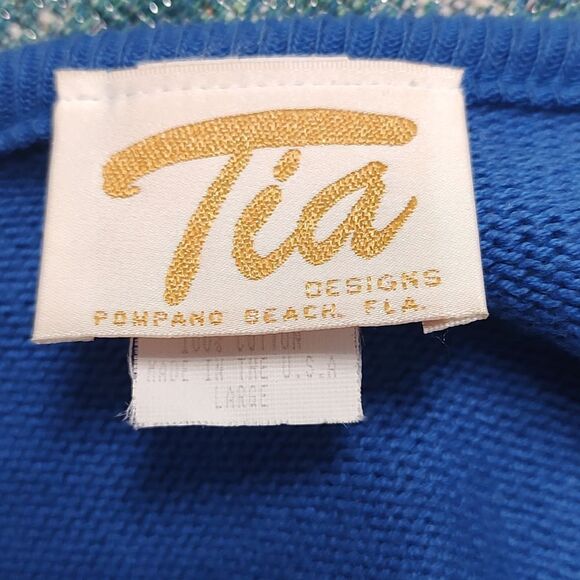 Tia
DESIGNS
POMPANO BEACH, FLA.
100% COTTON
MADE IN THE U.S.A
LARGE